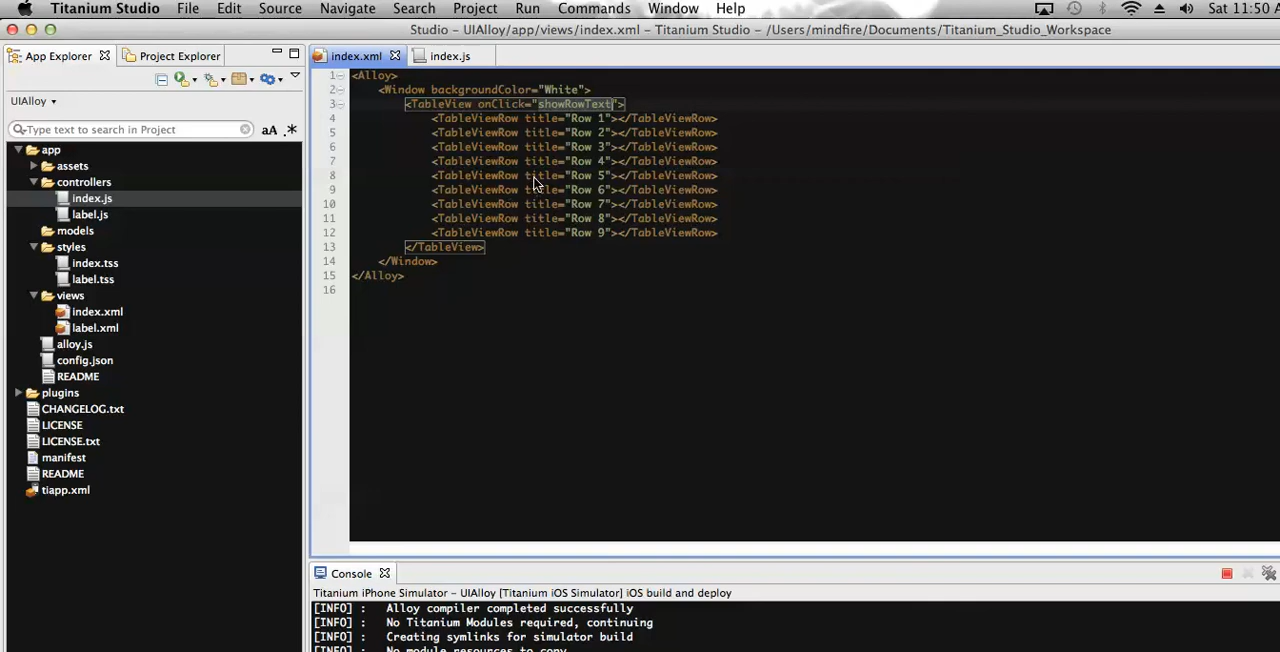 Titanium Studio File Edit Source Navigate Search Project Run Commands Window Help Sat 11:50 A
Studio - UIAlloy/app/views/index.xml - Titanium Studio - /Users/mindfire/Documents/Titanium_Studio_Workspace
App Explorer Project Explorer
UIAlloy
Type text to search in Project aA .*
app
assets
controllers
index.js
label.js
models
styles
index.tss
label.tss
views
index.xml
label.xml
alloy.js
config.json
README
plugins
CHANGELOG.txt
LICENSE
LICENSE.txt
manifest
README
tiapp.xml
index.xml index.js
1 <Alloy>
2 <Window backgroundColor="White">
3 <TableView onClick="showRowText">
4 <TableViewRow title="Row 1"></TableViewRow>
5 <TableViewRow title="Row 2"></TableViewRow>
6 <TableViewRow title="Row 3"></TableViewRow>
7 <TableViewRow title="Row 4"></TableViewRow>
8 <TableViewRow title="Row 5"></TableViewRow>
9 <TableViewRow title="Row 6"></TableViewRow>
10 <TableViewRow title="Row 7"></TableViewRow>
11 <TableViewRow title="Row 8"></TableViewRow>
12 <TableViewRow title="Row 9"></TableViewRow>
13 </TableView>
14 </Window>
15 </Alloy>
16
Console
Titanium iPhone Simulator - UIAlloy [Titanium iOS Simulator] iOS build and deploy
[INFO] : Alloy compiler completed successfully
[INFO] : No Titanium Modules required, continuing
[INFO] : Creating symlinks for simulator build
[INFO] : No module resources to copy